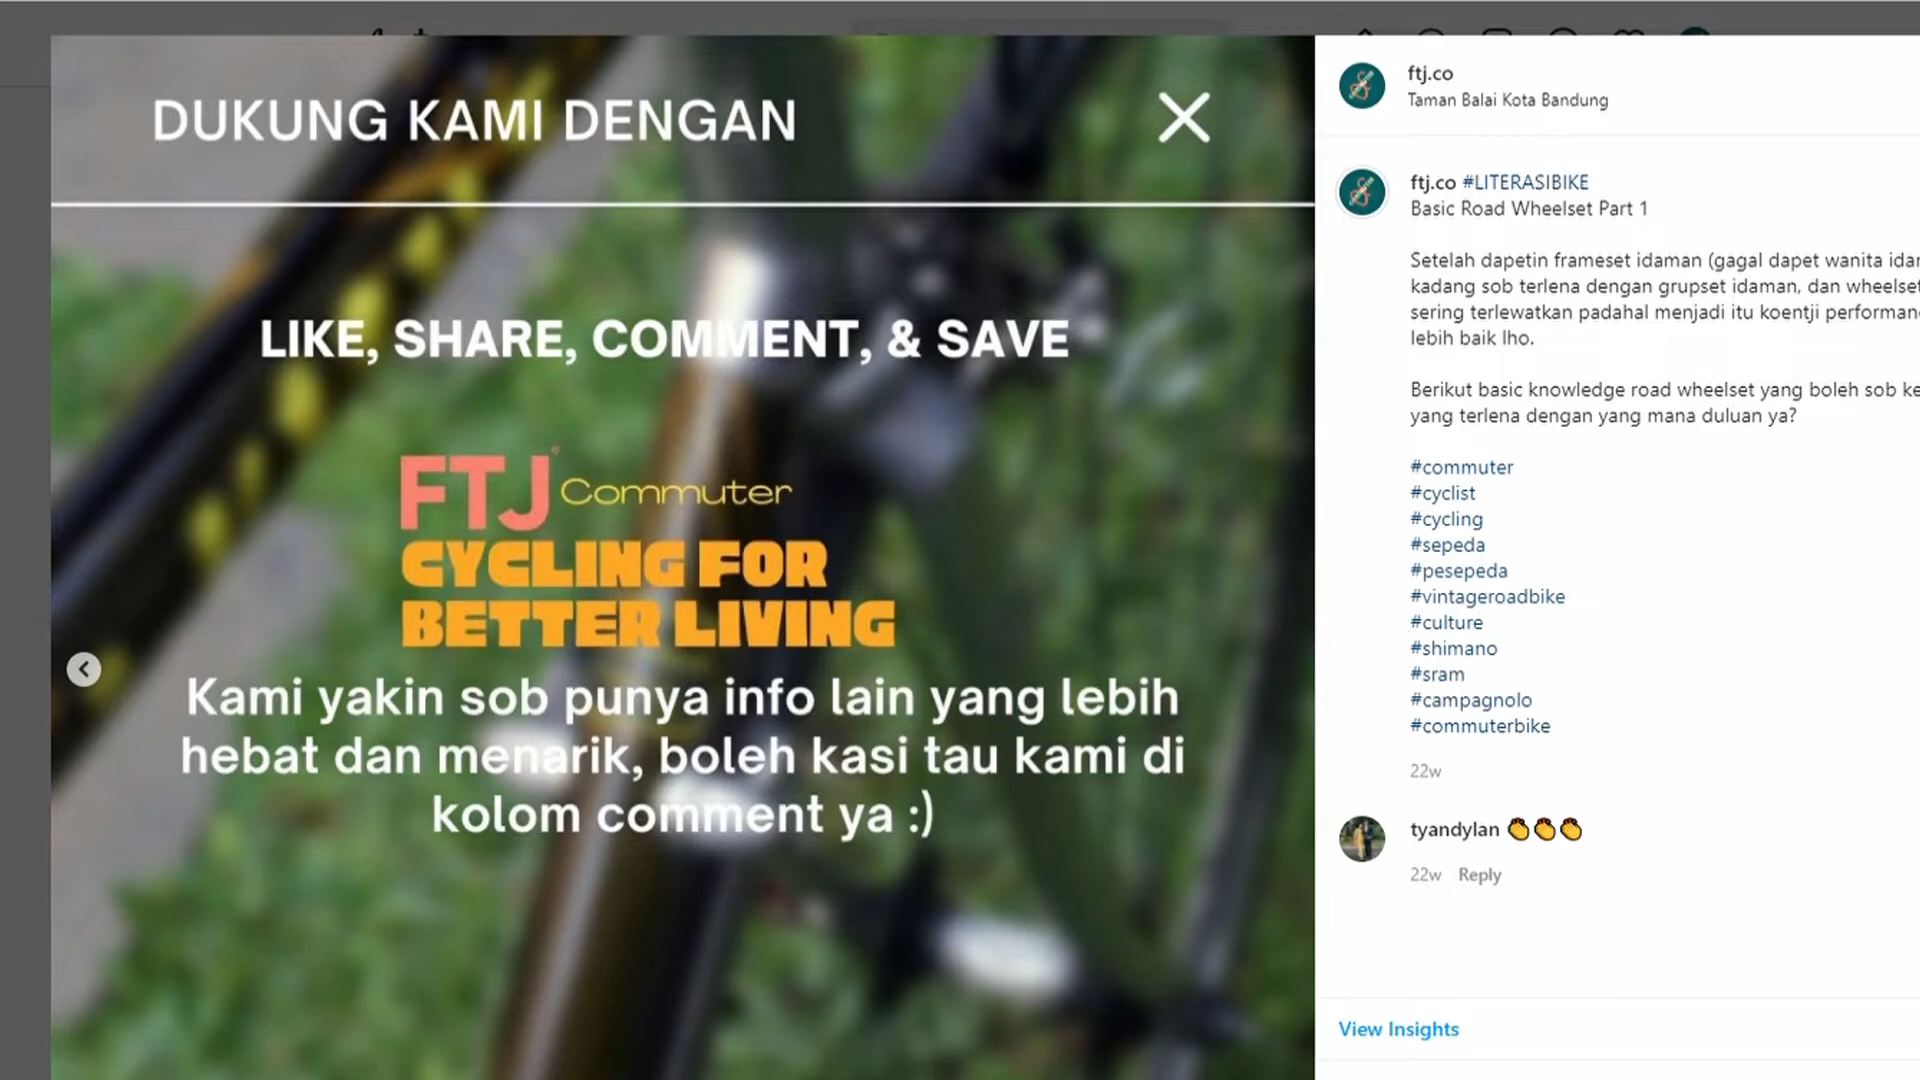 DUKUNG KAMI DENGAN
LIKE, SHARE, COMMENT, & SAVE
FTJ Commuter
CYCLING FOR
BETTER LIVING
Kami yakin sob punya info lain yang lebih
hebat dan menarik, boleh kasi tau kami di
kolom comment ya :)
ftj.co
Taman Balai Kota Bandung
ftj.co #LITERASIBIKE
Basic Road Wheelset Part 1
Setelah dapetin frameset idaman (gagal dapet wanita
kadang sob terlena dengan grupset idaman, dan wheelset
sering terlewatkan padahal menjadi itu koentji
lebih baik lho.
Berikut basic knowledge road wheelset yang boleh sob
yang terlena dengan yang mana duluan ya?
#commuter
#cyclist
#cycling
#sepeda
#pesepeda
#vintageroadbike
#culture
#shimano
#sram
#campagnolo
#commuterbike
22w
tyandylan 👏👏👏
22w Reply
View Insights